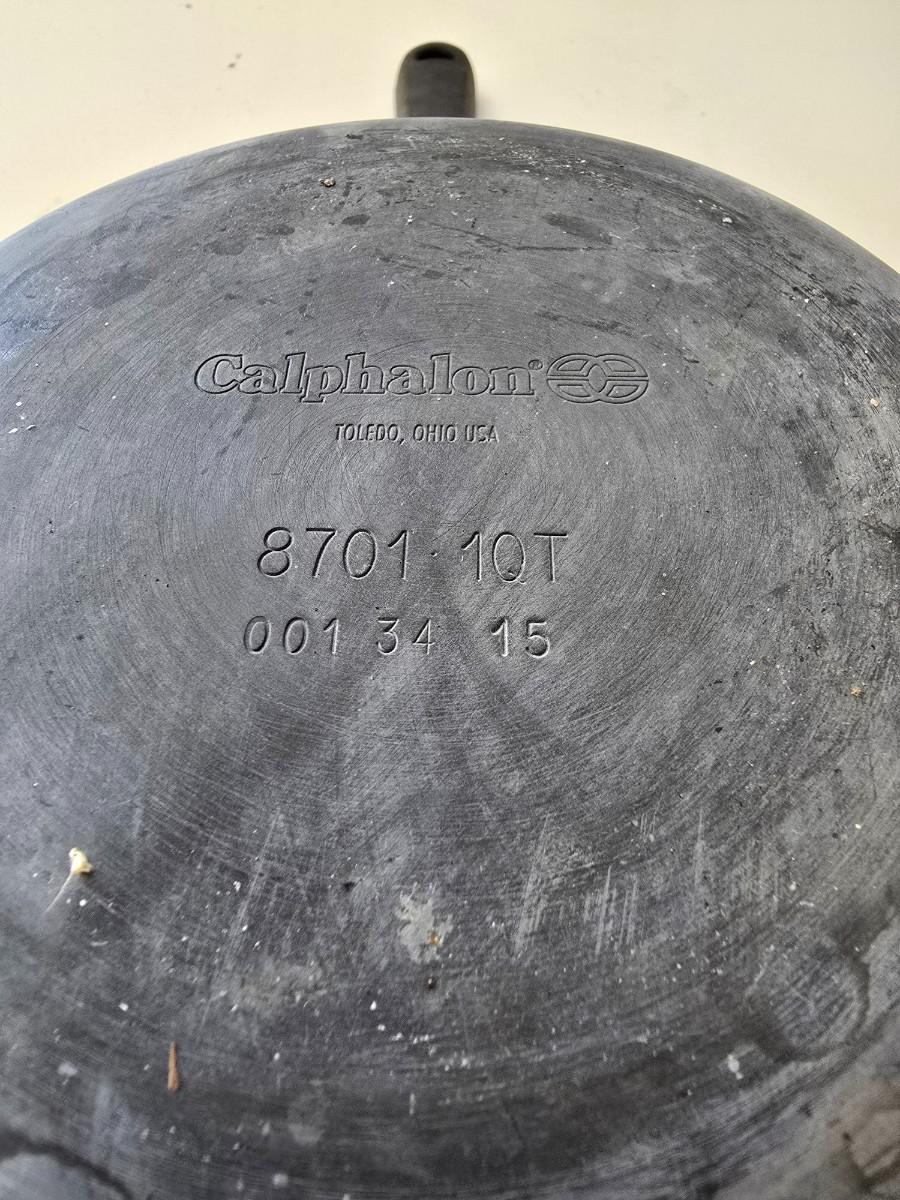 Calphalon®
TOLEDO, OHIO USA
8701 1QT
001 34 15